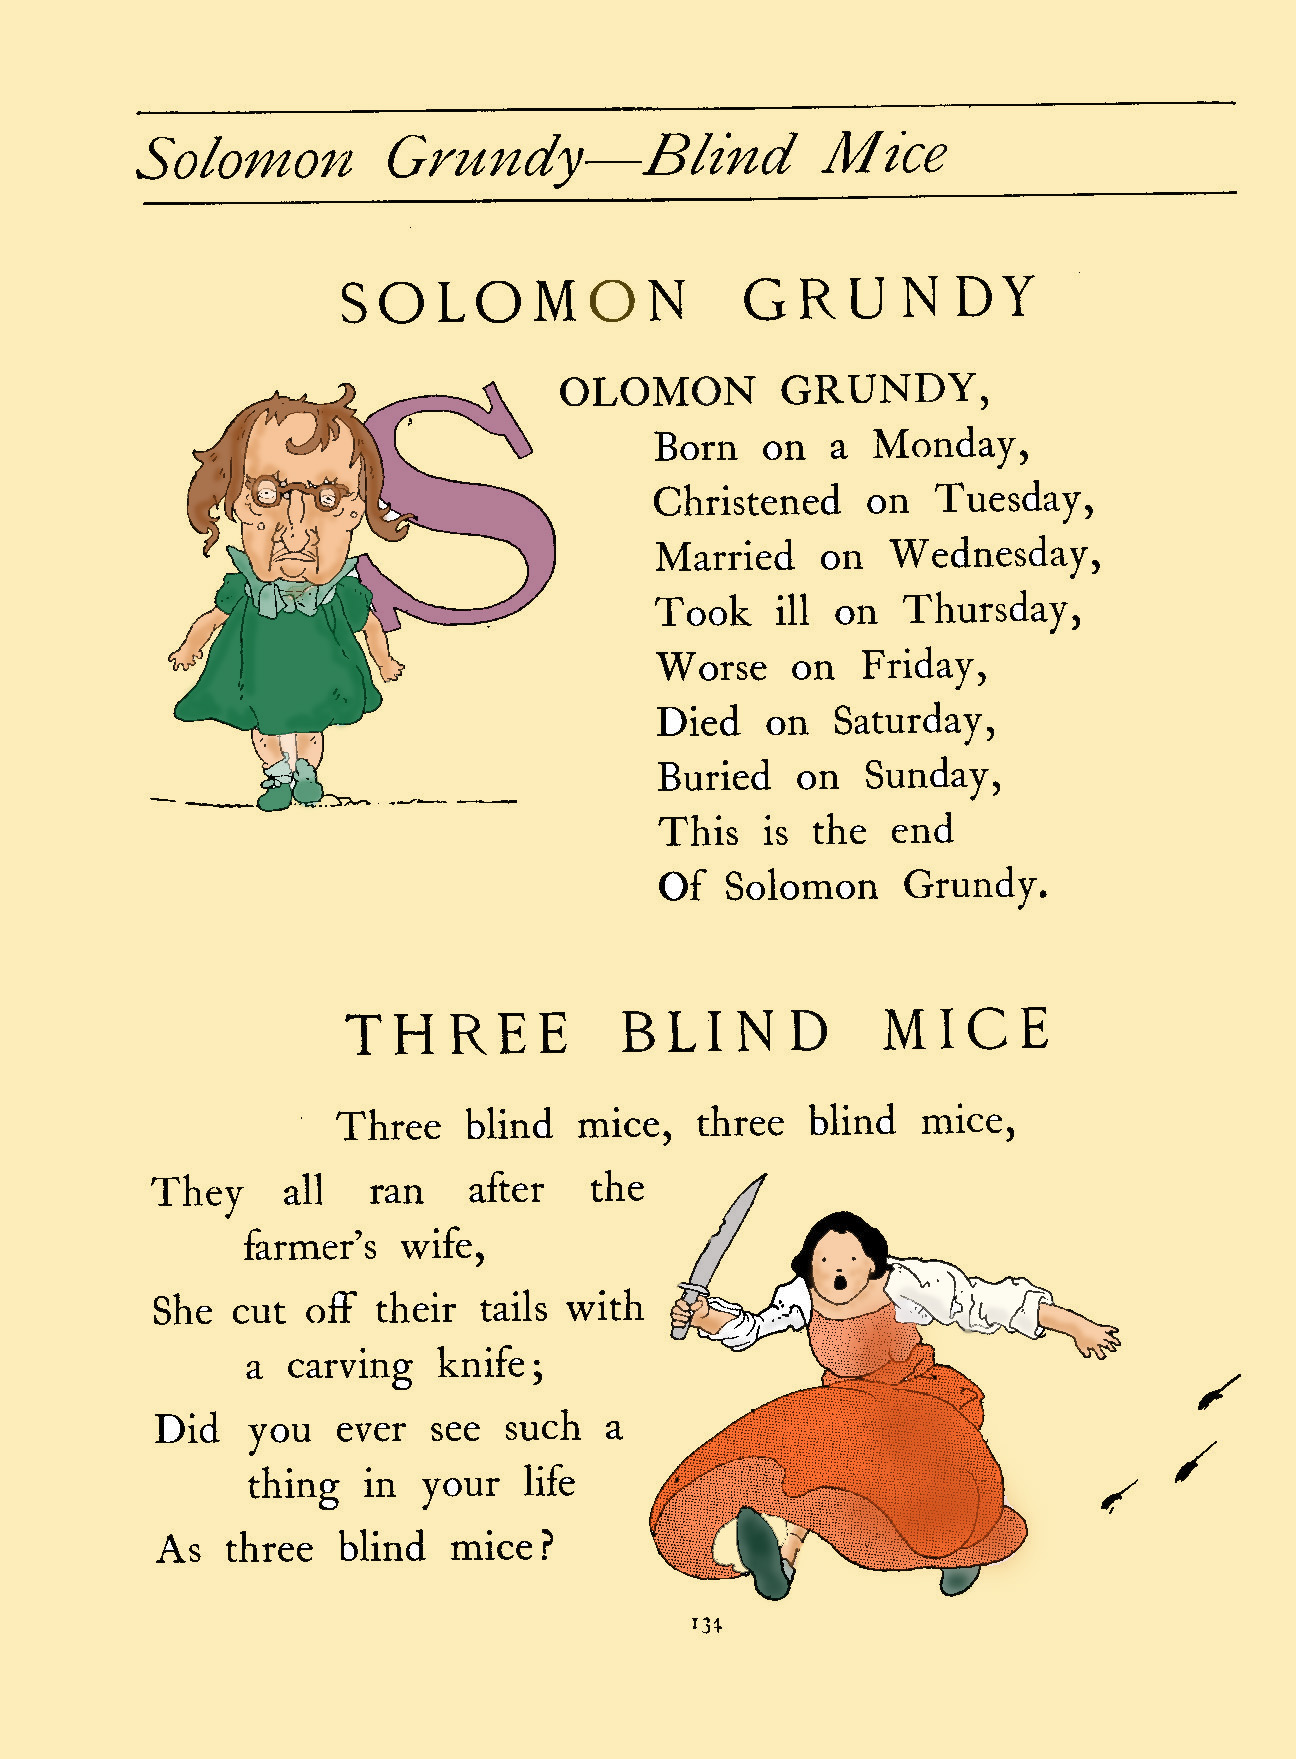 Solomon Grundy—Blind Mice
SOLOMON GRUNDY
SOLOMON GRUNDY,
Born on a Monday,
Christened on Tuesday,
Married on Wednesday,
Took ill on Thursday,
Worse on Friday,
Died on Saturday,
Buried on Sunday,
This is the end
Of Solomon Grundy.
THREE BLIND MICE
Three blind mice, three blind mice,
They all ran after the
farmer's wife,
She cut off their tails with
a carving knife;
Did you ever see such a
thing in your life
As three blind mice?
134